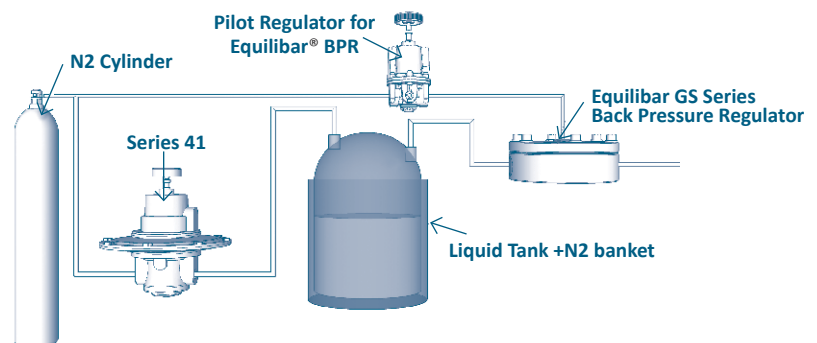 Pilot Regulator for
Equilibar® BPR
N2 Cylinder
Equilibar GS Series
Back Pressure Regulator
Series 41
Liquid Tank +N2 banket